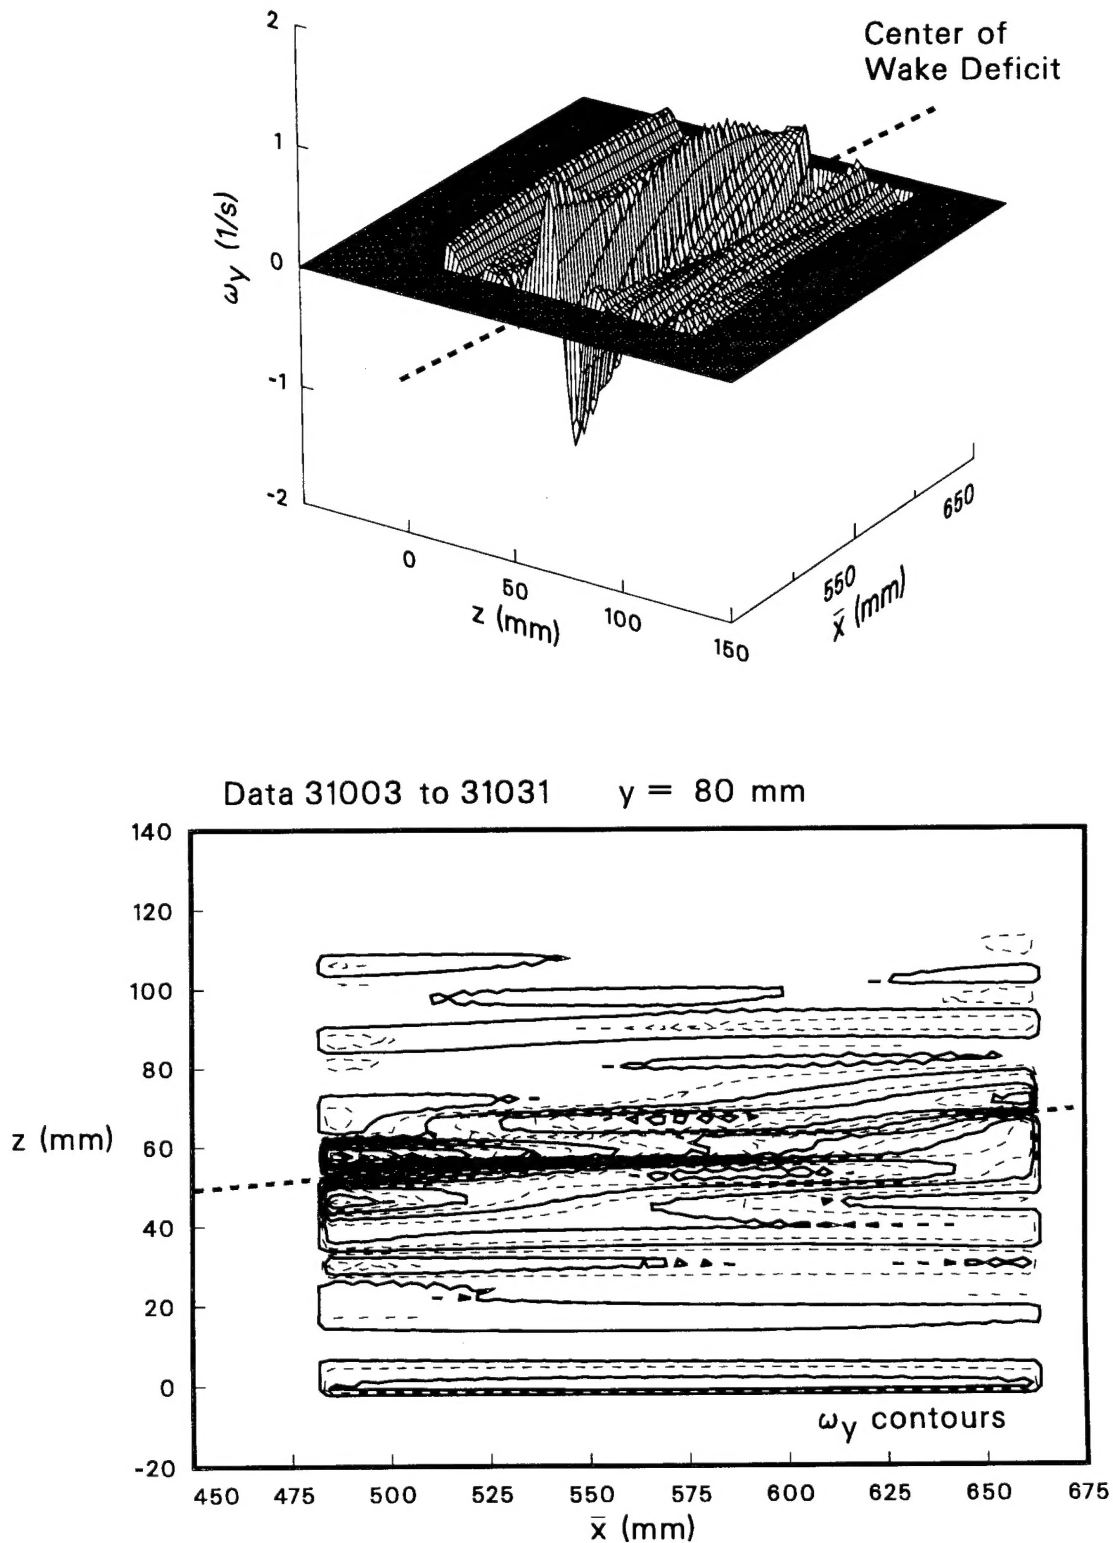 Center of
Wake Deficit
2
1
0
-1
-2
ωy (1/s)
0
50
100
150
z (mm)
550
650
x̄ (mm)
Data 31003 to 31031 y = 80 mm
140
120
100
80
60
40
20
0
-20
z (mm)
ωy contours
450 475 500 525 550 575 600 625 650 675
x̄ (mm)